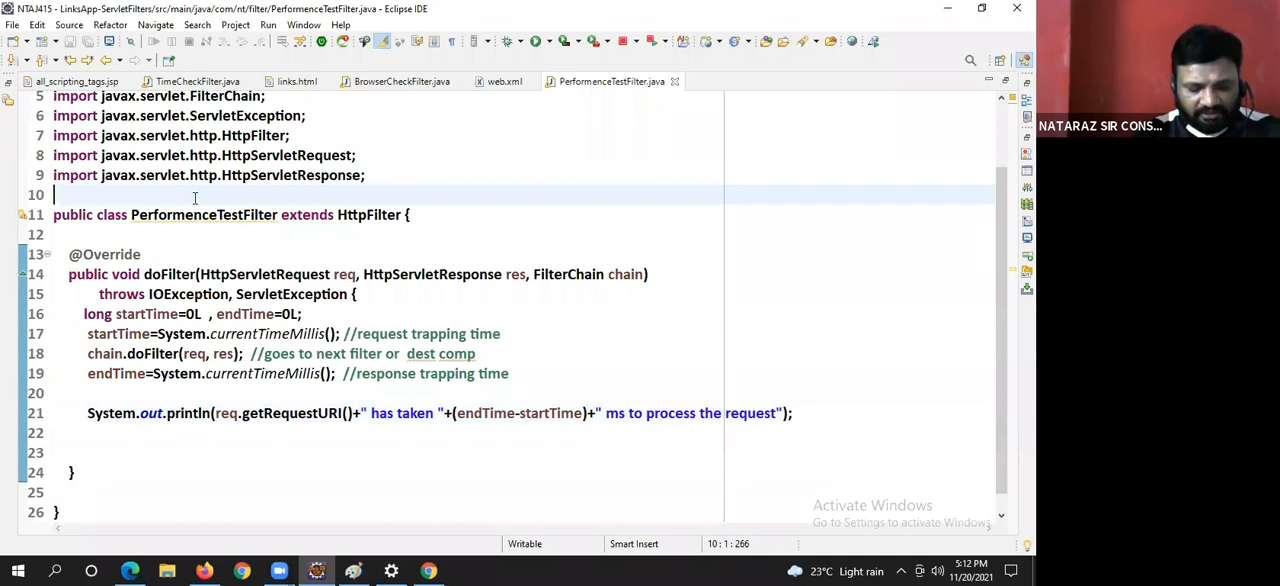 NTAJ415 - LinksApp-ServletFilters/src/main/java/com/nt/filter/PerformenceTestFilter.java - Eclipse IDE
File Edit Source Refactor Navigate Search Project Run Window Help
all_scripting_tags.jsp TimeCheckFilter.java links.html BrowserCheckFilter.java web.xml PerformenceTestFilter.java
5 import javax.servlet.FilterChain;
6 import javax.servlet.ServletException;
7 import javax.servlet.http.HttpFilter;
8 import javax.servlet.http.HttpServletRequest;
9 import javax.servlet.http.HttpServletResponse;
10
11 public class PerformenceTestFilter extends HttpFilter {
12
13 @Override
14 public void doFilter(HttpServletRequest req, HttpServletResponse res, FilterChain chain)
15 throws IOException, ServletException {
16 long startTime=0L , endTime=0L;
17 startTime=System.currentTimeMillis(); //request trapping time
18 chain.doFilter(req, res); //goes to next filter or dest comp
19 endTime=System.currentTimeMillis(); //response trapping time
20
21 System.out.println(req.getRequestURI()+" has taken "+(endTime-startTime)+" ms to process the request");
22
23
24 }
25
26 }
Activate Windows
Go to Settings to activate Windows.
Writable Smart Insert 10 : 1 : 266
23°C Light rain
5:12 PM
11/20/2021
NATARAZ SIR CONS...